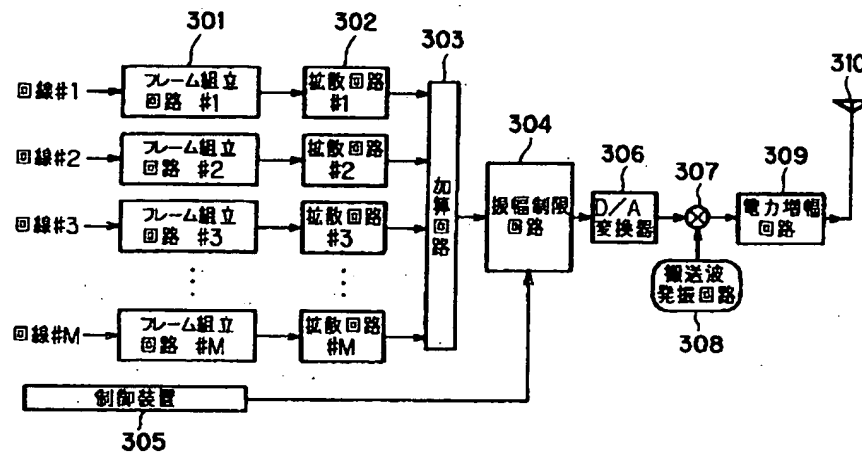 301
302
303
304
306
307
309
310
回線#1
フレーム組立
回路 #1
拡散回路
#1
回線#2
フレーム組立
回路 #2
拡散回路
#2
回線#3
フレーム組立
回路 #3
拡散回路
#3
回線#M
フレーム組立
回路 #M
拡散回路
#M
加算回路
振幅制限
回路
D/A
変換器
電力増幅
回路
搬送波
発振回路
308
制御装置
305